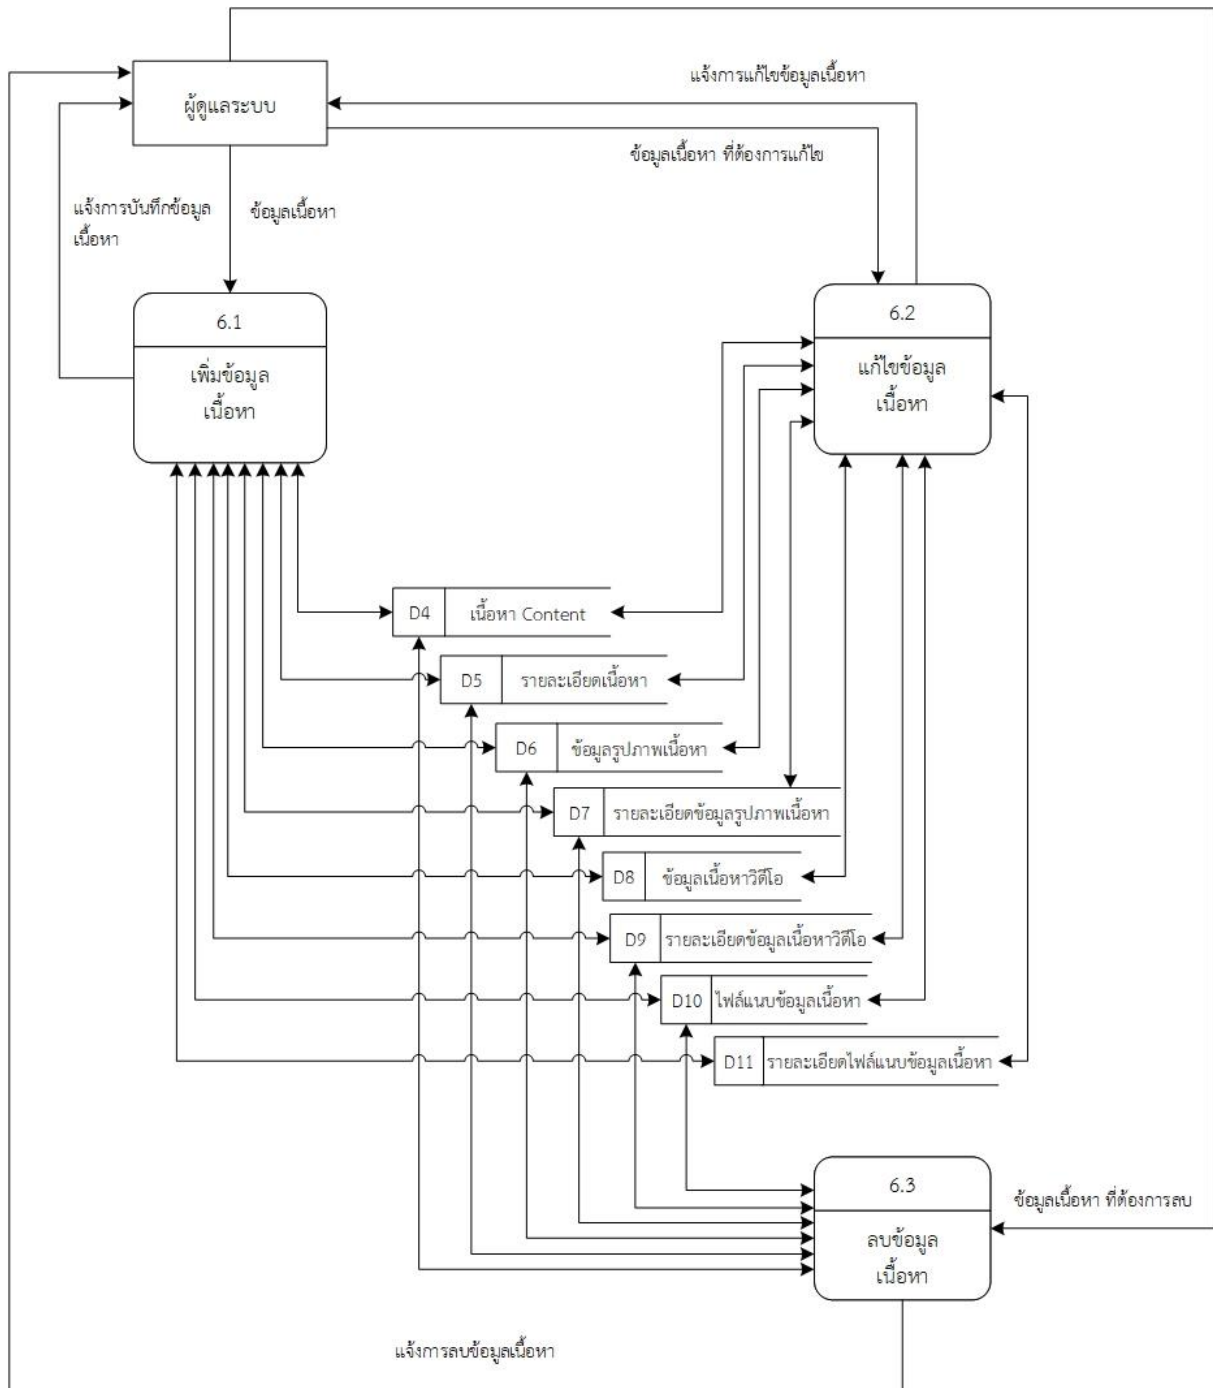 แจ้งการแก้ไขข้อมูลเนื้อหา
ผู้ดูแลระบบ
ข้อมูลเนื้อหา ที่ต้องการแก้ไข
แจ้งการบันทึกข้อมูล
เนื้อหา
ข้อมูลเนื้อหา
6.1
เพิ่มข้อมูล
เนื้อหา
6.2
แก้ไขข้อมูล
เนื้อหา
D4 เนื้อหา Content
D5 รายละเอียดเนื้อหา
D6 ข้อมูลรูปภาพเนื้อหา
D7 รายละเอียดข้อมูลรูปภาพเนื้อหา
D8 ข้อมูลเนื้อหาวิดีโอ
D9 รายละเอียดข้อมูลเนื้อหาวิดีโอ
D10 ไฟล์แนบข้อมูลเนื้อหา
D11 รายละเอียดไฟล์แนบข้อมูลเนื้อหา
6.3
ลบข้อมูล
เนื้อหา
ข้อมูลเนื้อหา ที่ต้องการลบ
แจ้งการลบข้อมูลเนื้อหา